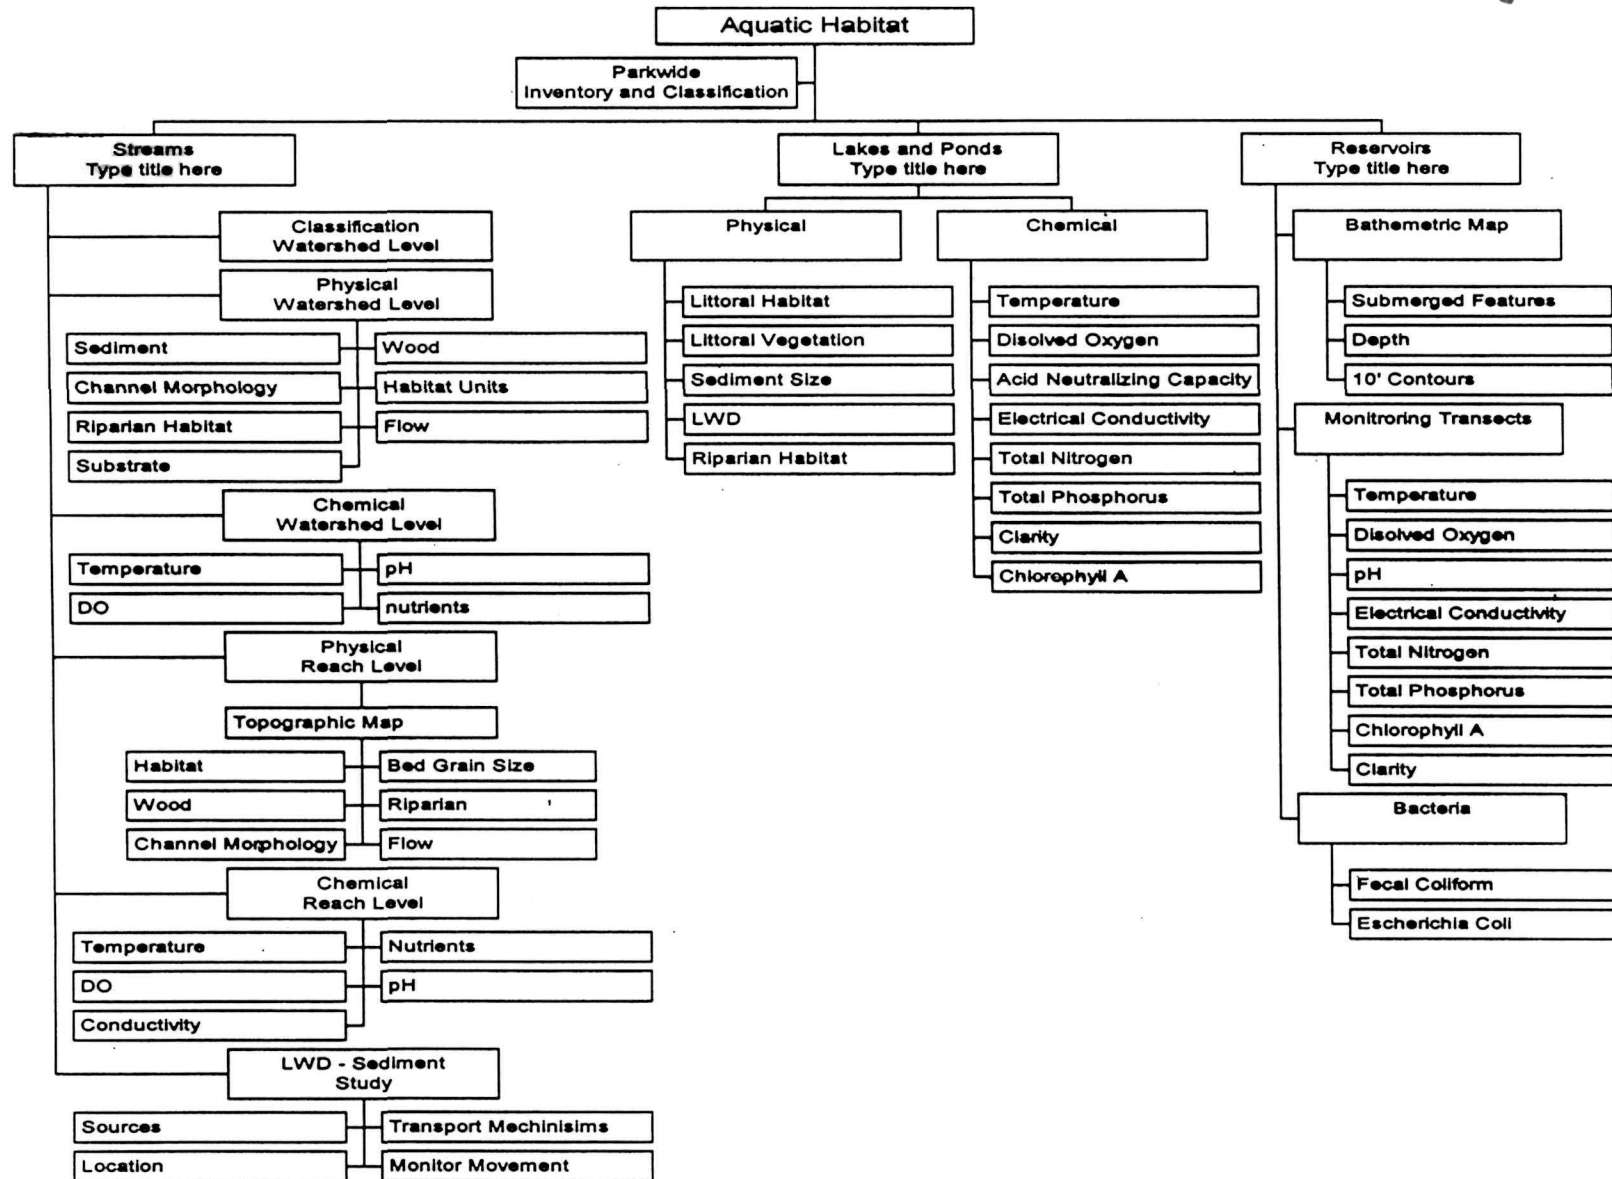 Aquatic Habitat
Parkwide
Inventory and Classification
Streams
Type title here
Classification
Watershed Level
Physical
Watershed Level
Sediment
Wood
Channel Morphology
Habitat Units
Riparian Habitat
Flow
Substrate
Chemical
Watershed Level
Temperature
pH
DO
nutrients
Physical
Reach Level
Topographic Map
Habitat
Bed Grain Size
Wood
Riparian
Channel Morphology
Flow
Chemical
Reach Level
Temperature
Nutrients
DO
pH
Conductivity
LWD - Sediment
Study
Sources
Transport Mechinisims
Location
Monitor Movement
Lakes and Ponds
Type title here
Physical
Littoral Habitat
Littoral Vegetation
Sediment Size
LWD
Riparian Habitat
Chemical
Temperature
Disolved Oxygen
Acid Neutralizing Capacity
Electrical Conductivity
Total Nitrogen
Total Phosphorus
Clarity
Chlorophyll A
Reservoirs
Type title here
Bathemetric Map
Submerged Features
Depth
10' Contours
Monitroring Transects
Temperature
Disolved Oxygen
pH
Electrical Conductivity
Total Nitrogen
Total Phosphorus
Chlorophyll A
Clarity
Bacteria
Fecal Coliform
Escherichia Coli